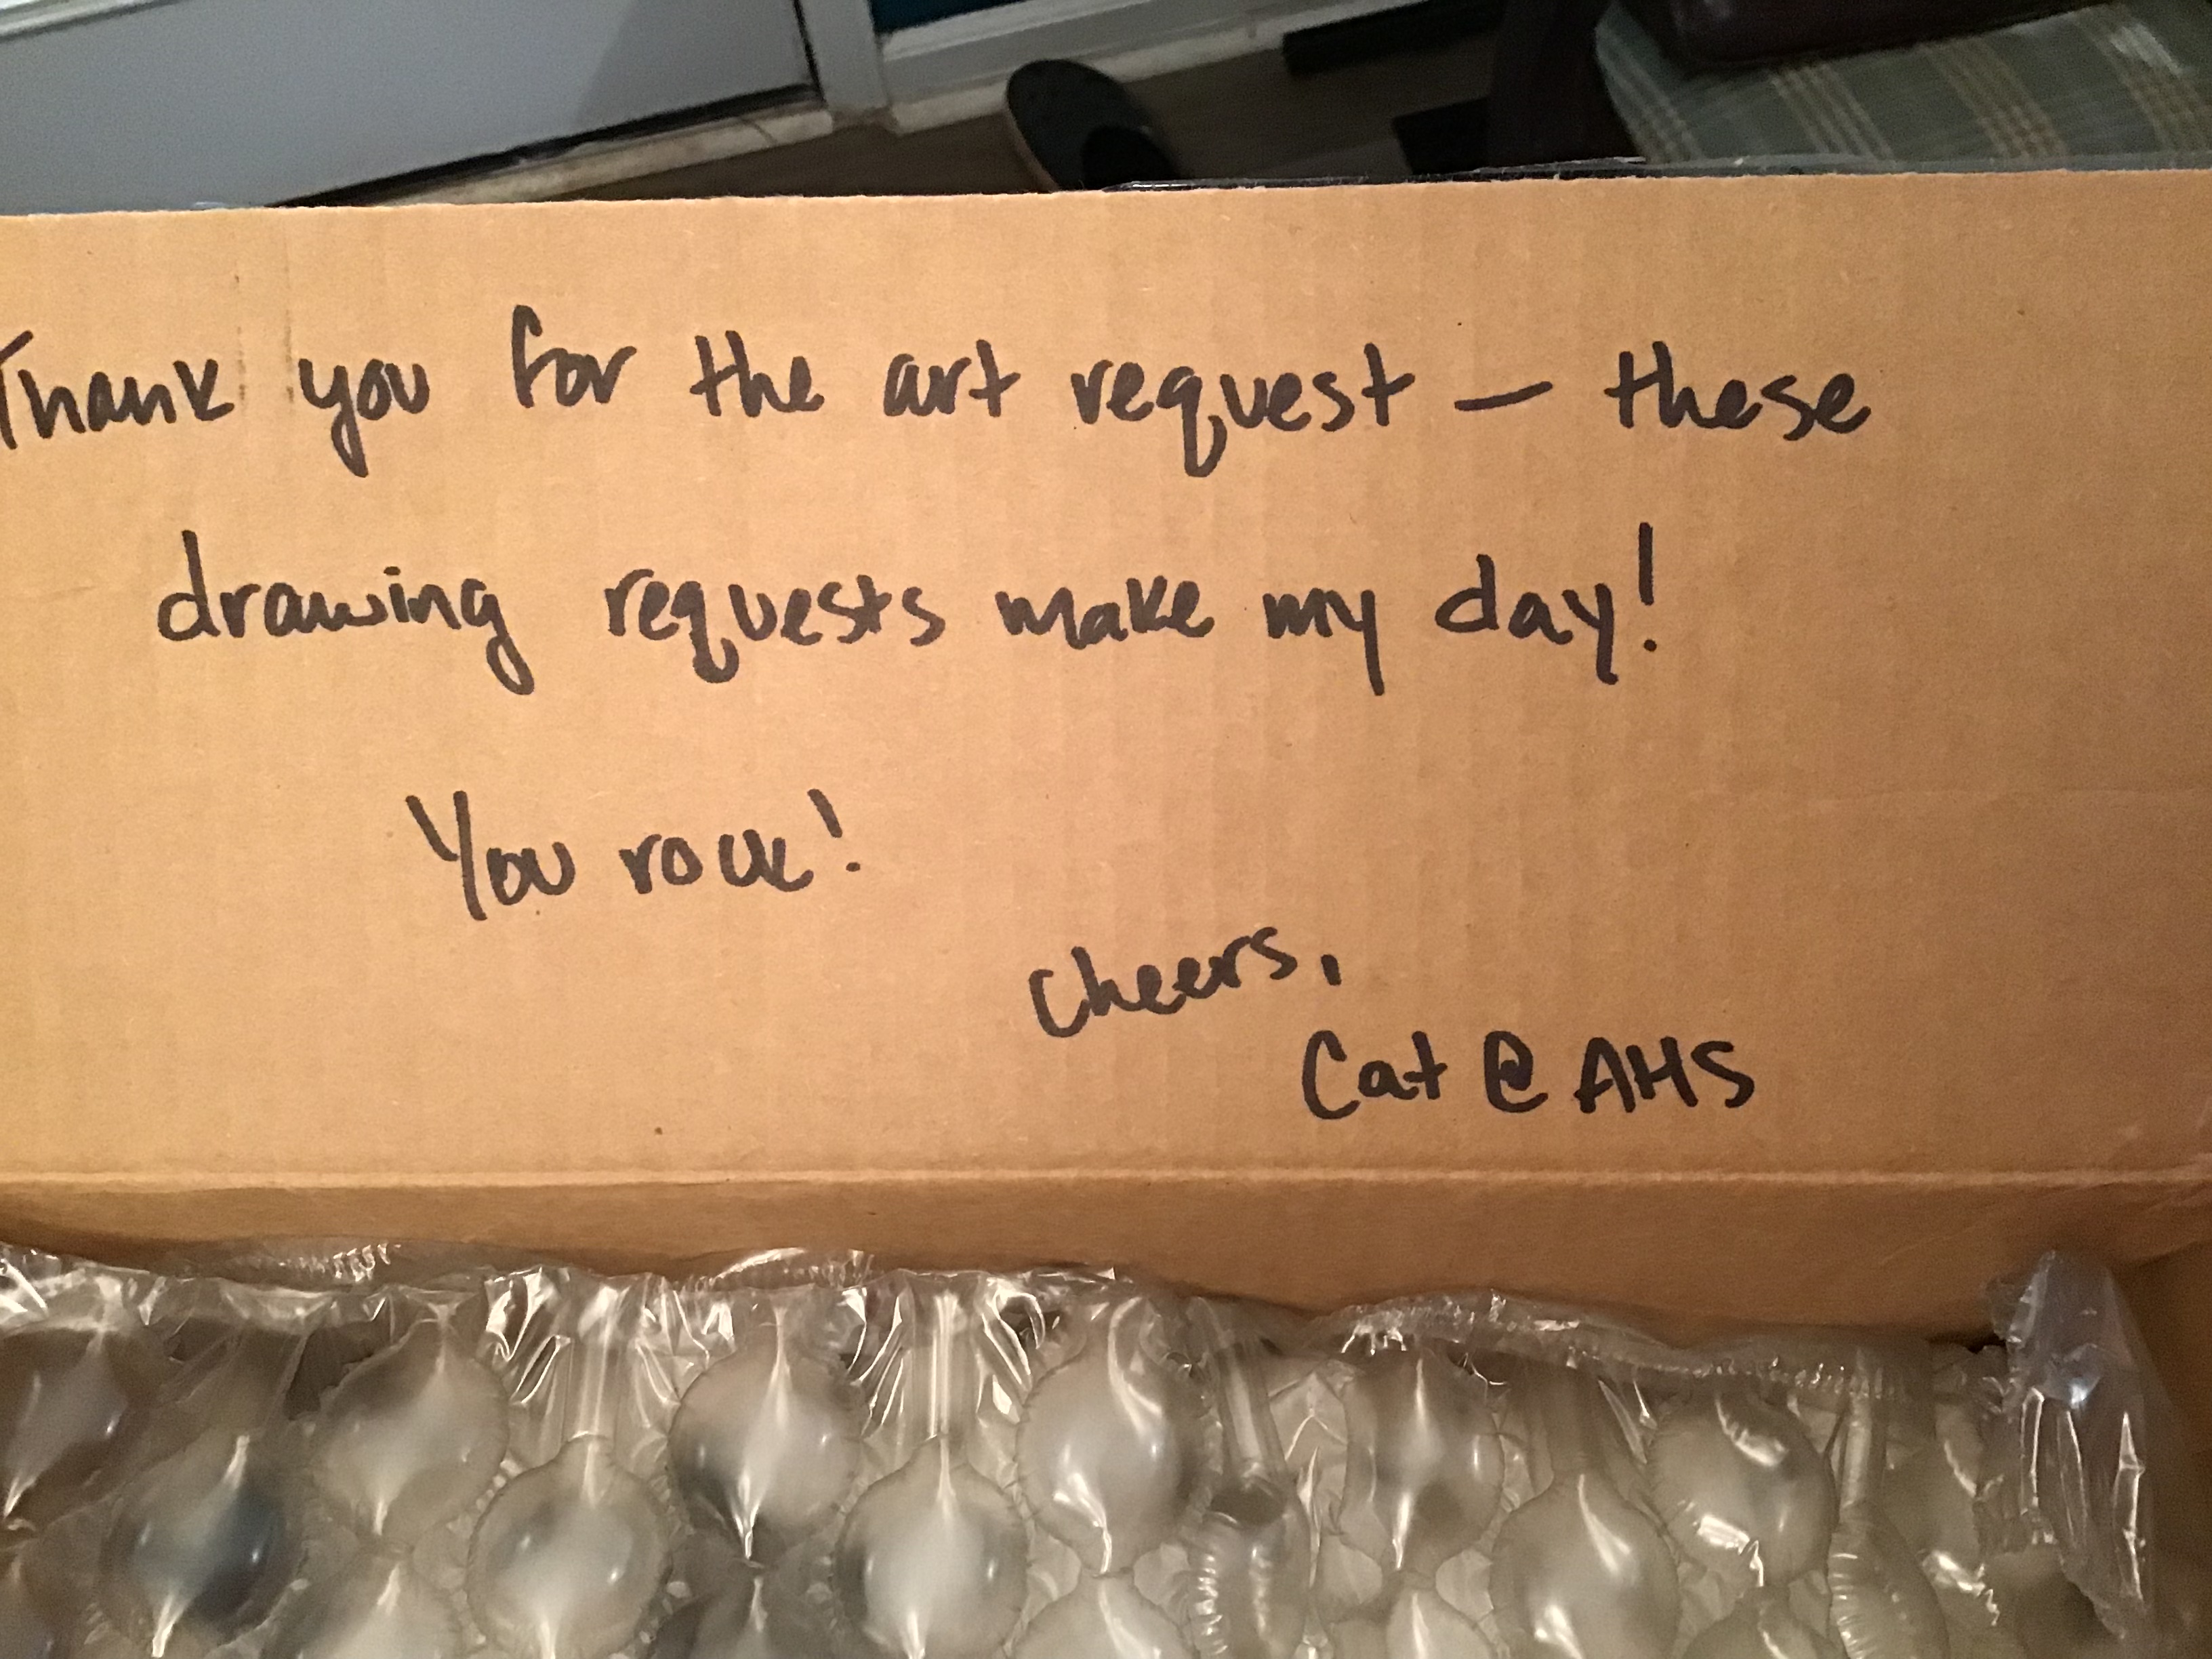 Thank you for the art request — these
drawing requests make my day!
You rock!
Cheers,
Cat @ AHS